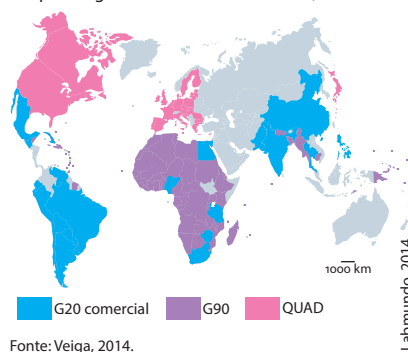 1000 km
G20 comercial
G90
QUAD
Fonte: Veiga, 2014.
Labmundo, 2014